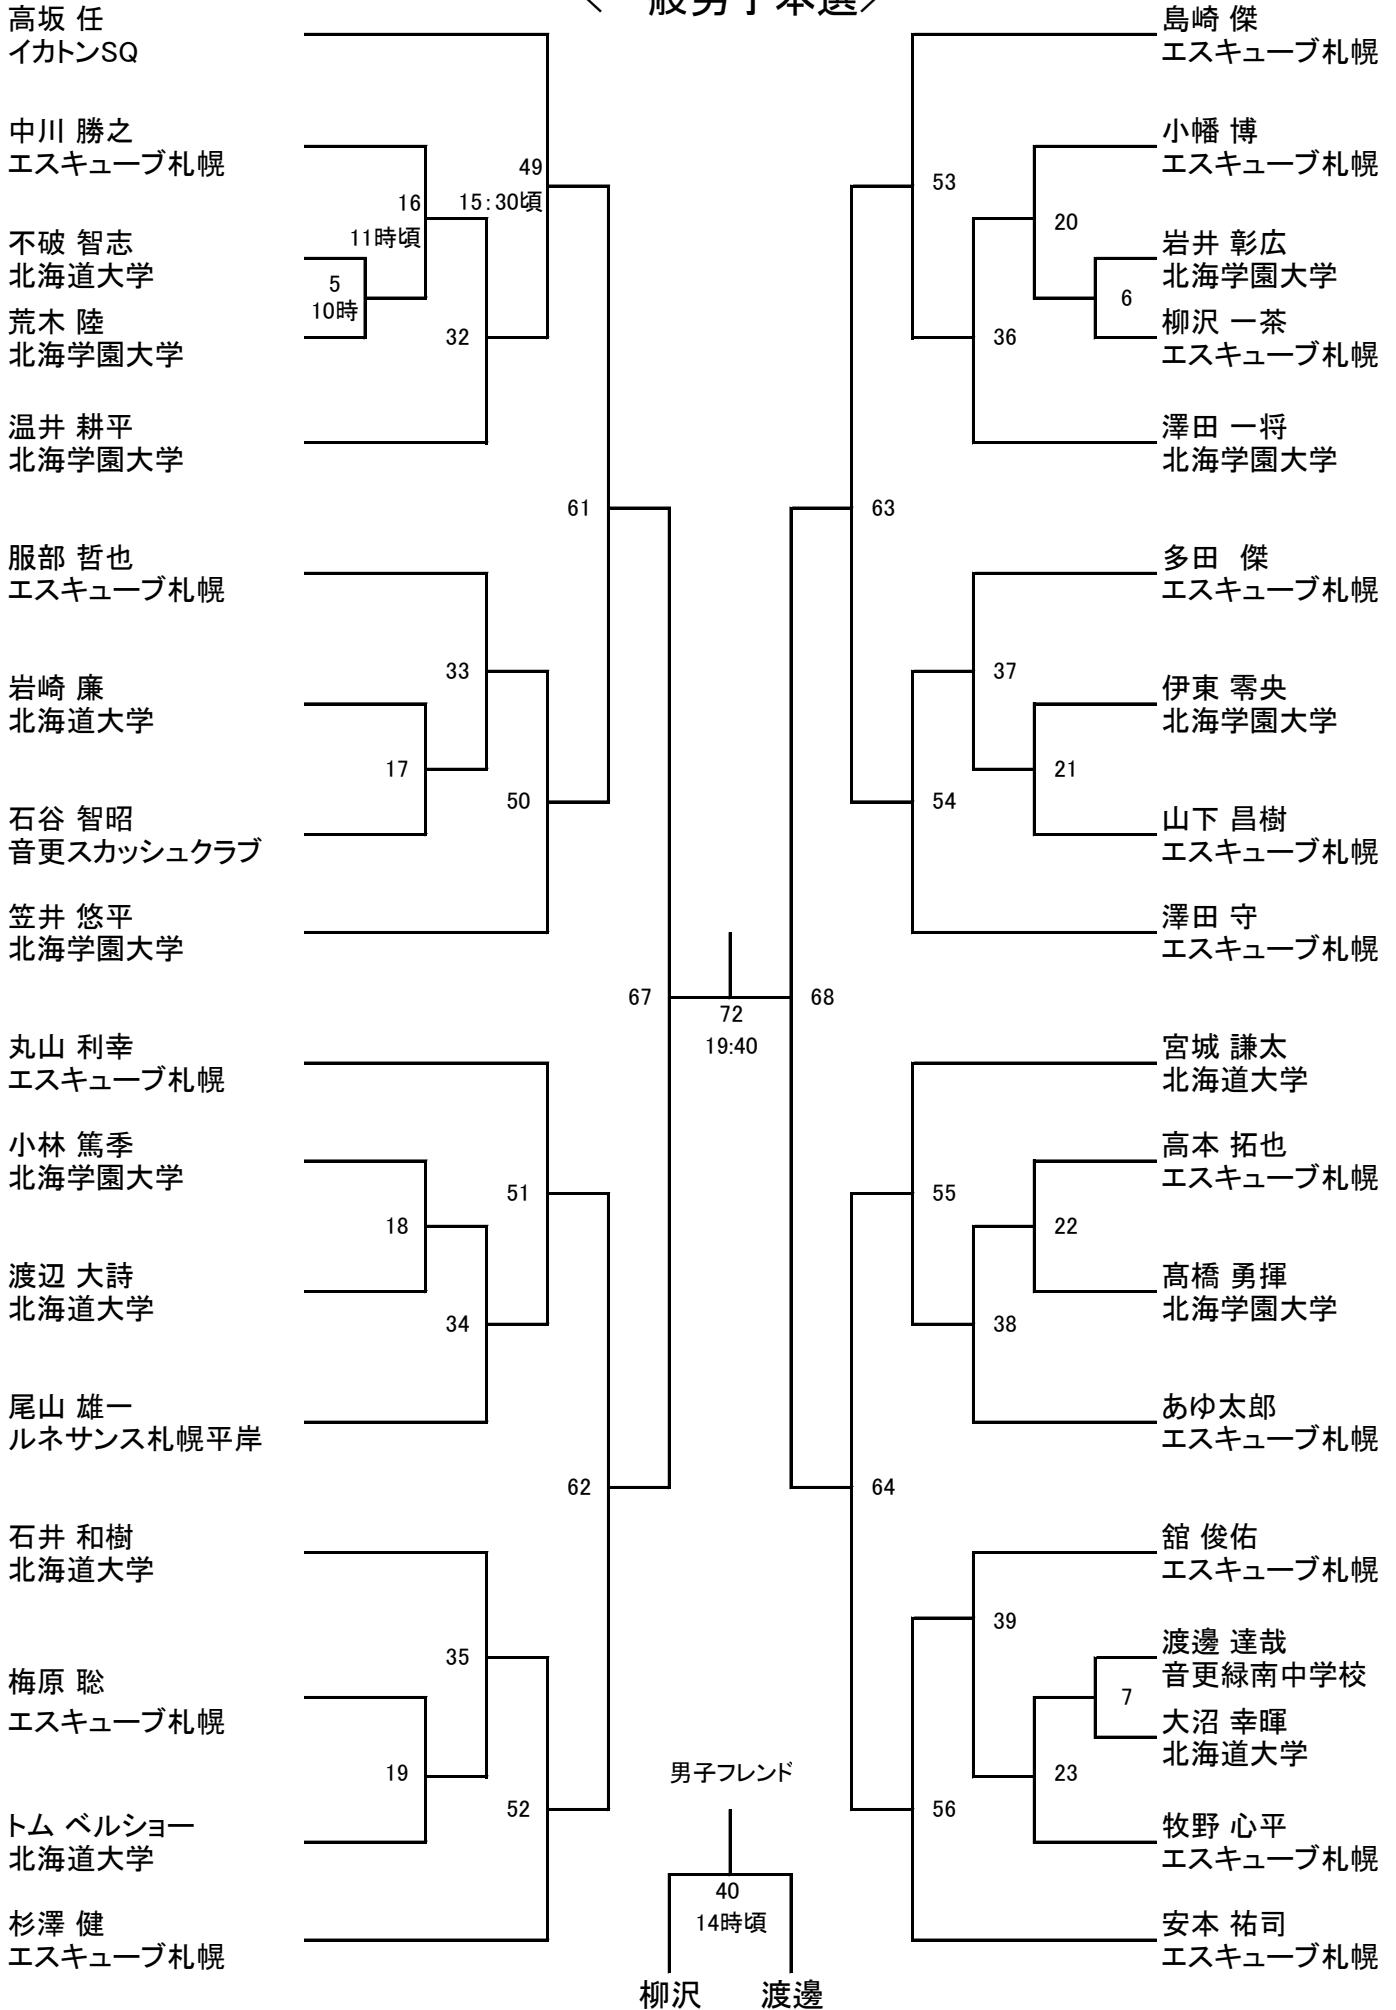 <一般男子本選>
高坂 任
イカトンSQ
中川 勝之
エスキューブ札幌
49
15:30頃
16
11時頃
不破 智志
北海道大学
5
10時
荒木 陸
北海学園大学
32
温井 耕平
北海学園大学
61
服部 哲也
エスキューブ札幌
33
岩崎 廉
北海道大学
17
50
石谷 智昭
音更スカッシュクラブ
笠井 悠平
北海学園大学
67
丸山 利幸
エスキューブ札幌
小林 篤季
北海学園大学
51
18
渡辺 大詩
北海道大学
34
尾山 雄一
ルネサンス札幌平岸
62
石井 和樹
北海道大学
35
梅原 聡
エスキューブ札幌
19
52
トム ベルショー
北海道大学
杉澤 健
エスキューブ札幌
72
19:40
男子フレンド
40
14時頃
柳沢 渡邊
島崎 傑
エスキューブ札幌
小幡 博
エスキューブ札幌
53
20
岩井 彰広
北海学園大学
6
柳沢 一茶
エスキューブ札幌
36
澤田 一将
北海学園大学
63
多田 傑
エスキューブ札幌
37
伊東 零央
北海学園大学
21
54
山下 昌樹
エスキューブ札幌
澤田 守
エスキューブ札幌
68
宮城 謙太
北海道大学
高本 拓也
エスキューブ札幌
55
22
髙橋 勇揮
北海学園大学
38
あゆ太郎
エスキューブ札幌
64
舘 俊佑
エスキューブ札幌
39
渡邊 達哉
音更緑南中学校
7
大沼 幸暉
北海道大学
23
56
牧野 心平
エスキューブ札幌
安本 祐司
エスキューブ札幌